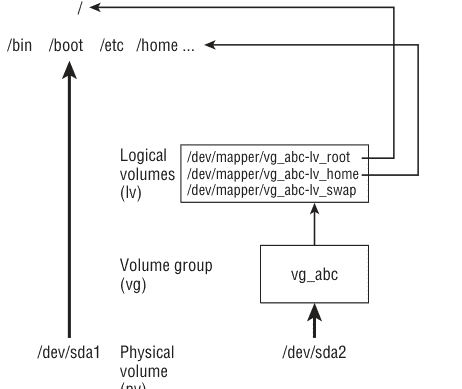 /
/bin /boot /etc /home ...
Logical
volumes
(lv)
/dev/mapper/vg_abc-lv_root
/dev/mapper/vg_abc-lv_home
/dev/mapper/vg_abc-lv_swap
Volume group
(vg)
vg_abc
/dev/sda1
Physical
volume
(pv)
/dev/sda2